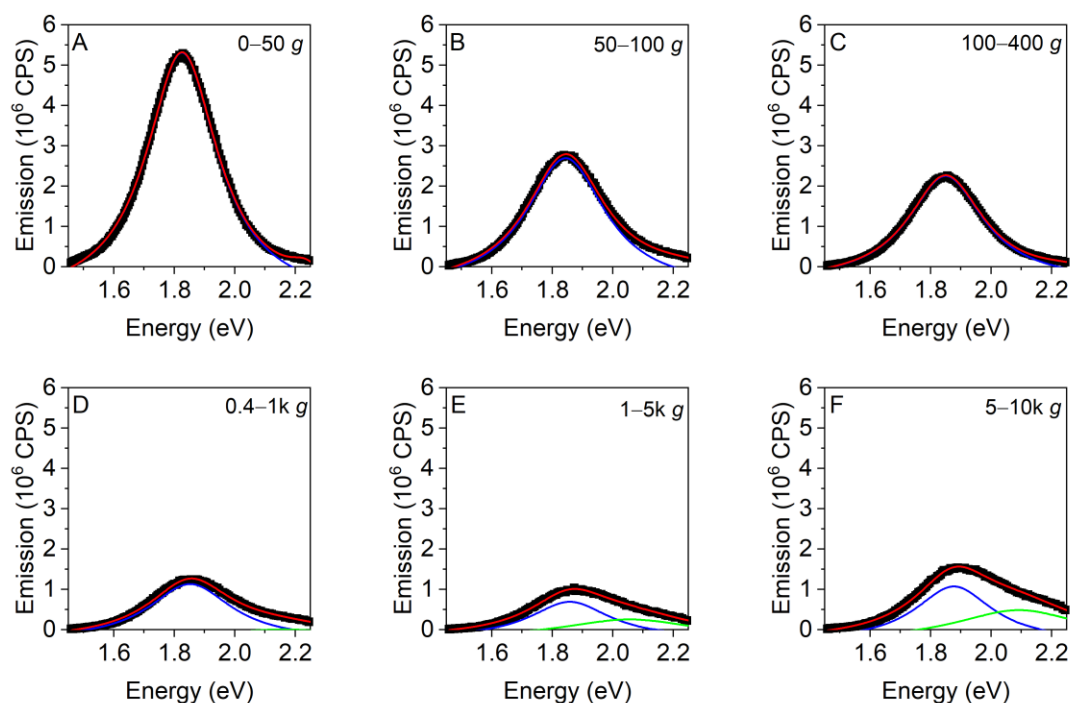 A
0–50 g
Emission (10⁶ CPS)
6
5
4
3
2
1
0
1.6 1.8 2.0 2.2
Energy (eV)
B
50–100 g
Emission (10⁶ CPS)
6
5
4
3
2
1
0
1.6 1.8 2.0 2.2
Energy (eV)
C
100–400 g
Emission (10⁶ CPS)
6
5
4
3
2
1
0
1.6 1.8 2.0 2.2
Energy (eV)
D
0.4–1k g
Emission (10⁶ CPS)
6
5
4
3
2
1
0
1.6 1.8 2.0 2.2
Energy (eV)
E
1–5k g
Emission (10⁶ CPS)
6
5
4
3
2
1
0
1.6 1.8 2.0 2.2
Energy (eV)
F
5–10k g
Emission (10⁶ CPS)
6
5
4
3
2
1
0
1.6 1.8 2.0 2.2
Energy (eV)